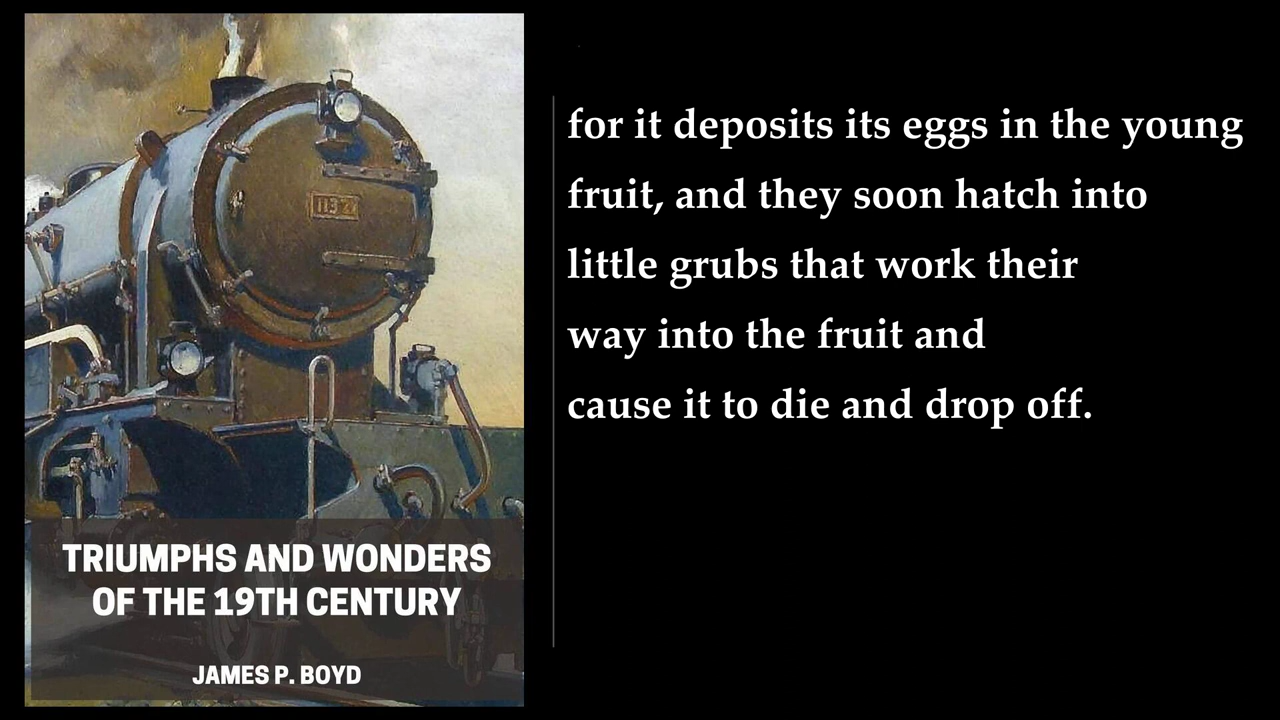 for it deposits its eggs in the young
fruit, and they soon hatch into
little grubs that work their
way into the fruit and
cause it to die and drop off.
TRIUMPHS AND WONDERS
OF THE 19TH CENTURY
JAMES P. BOYD